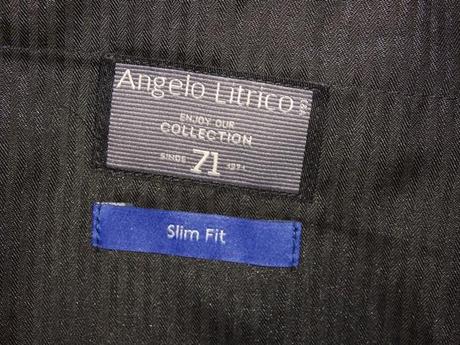 Angelo Litrico
C&A
ENJOY OUR
COLLECTION
SINCE 71
Slim Fit